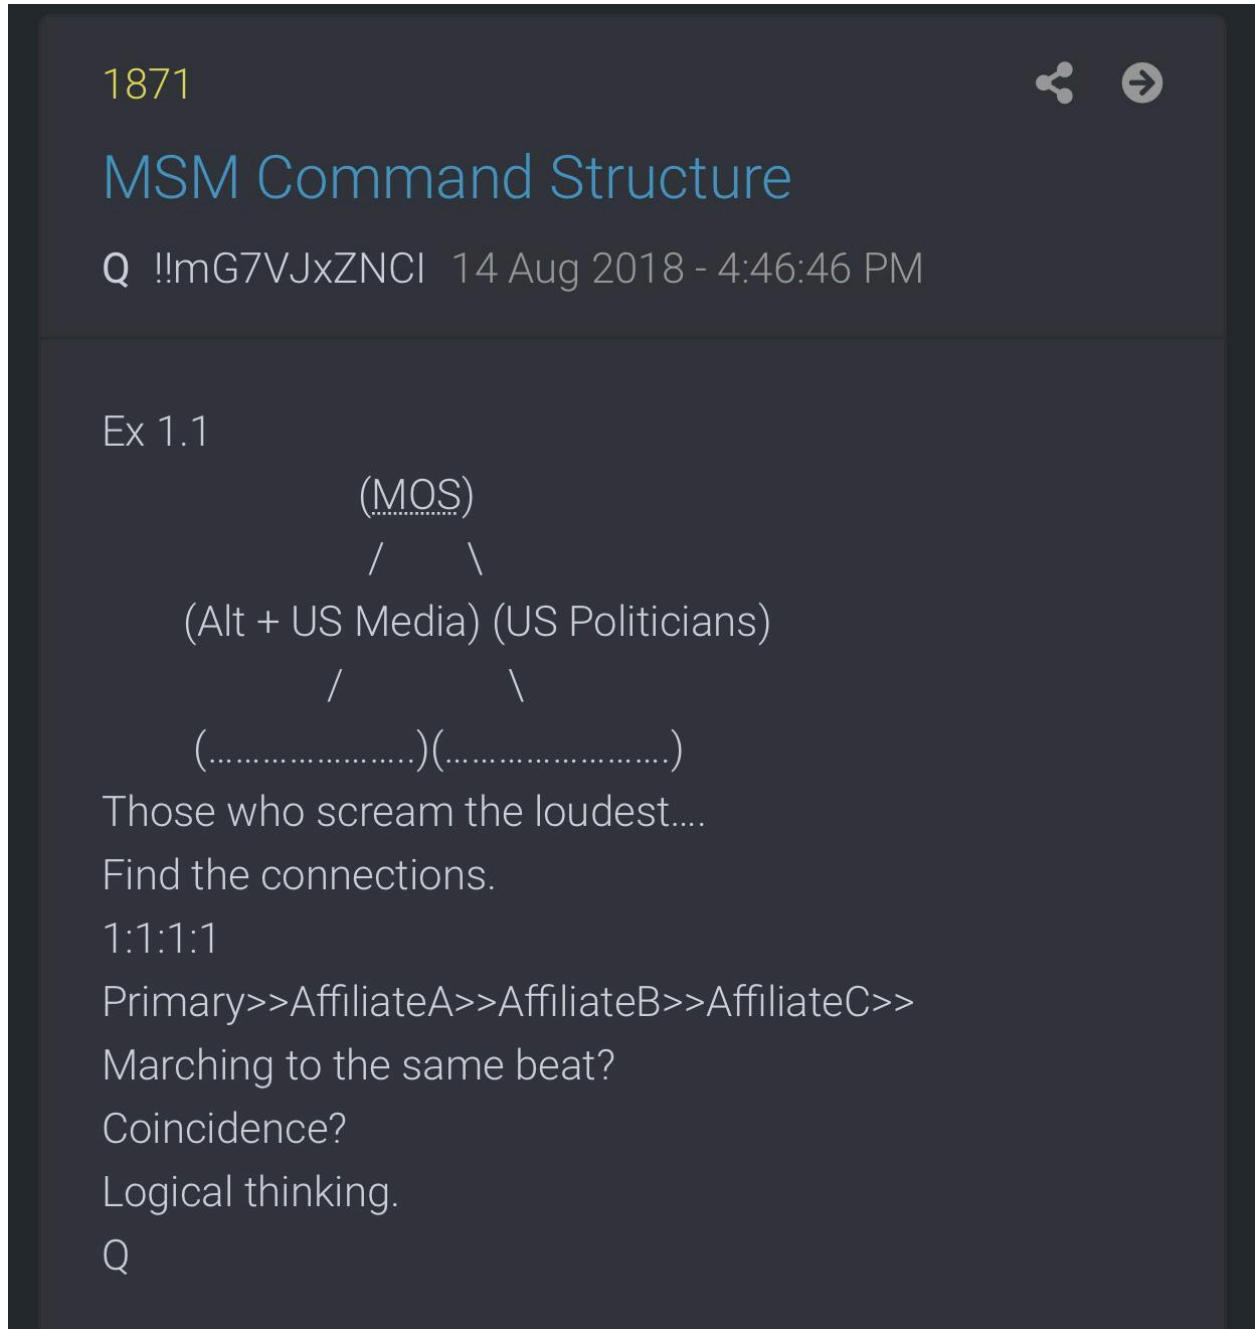 1871
MSM Command Structure
Q !!mG7VJxZNCI 14 Aug 2018 - 4:46:46 PM
Ex 1.1
(MOS)
/ \
(Alt + US Media) (US Politicians)
/ \
(………………….)(…………………….)
Those who scream the loudest….
Find the connections.
1:1:1:1
Primary>>AffiliateA>>AffiliateB>>AffiliateC>>
Marching to the same beat?
Coincidence?
Logical thinking.
Q